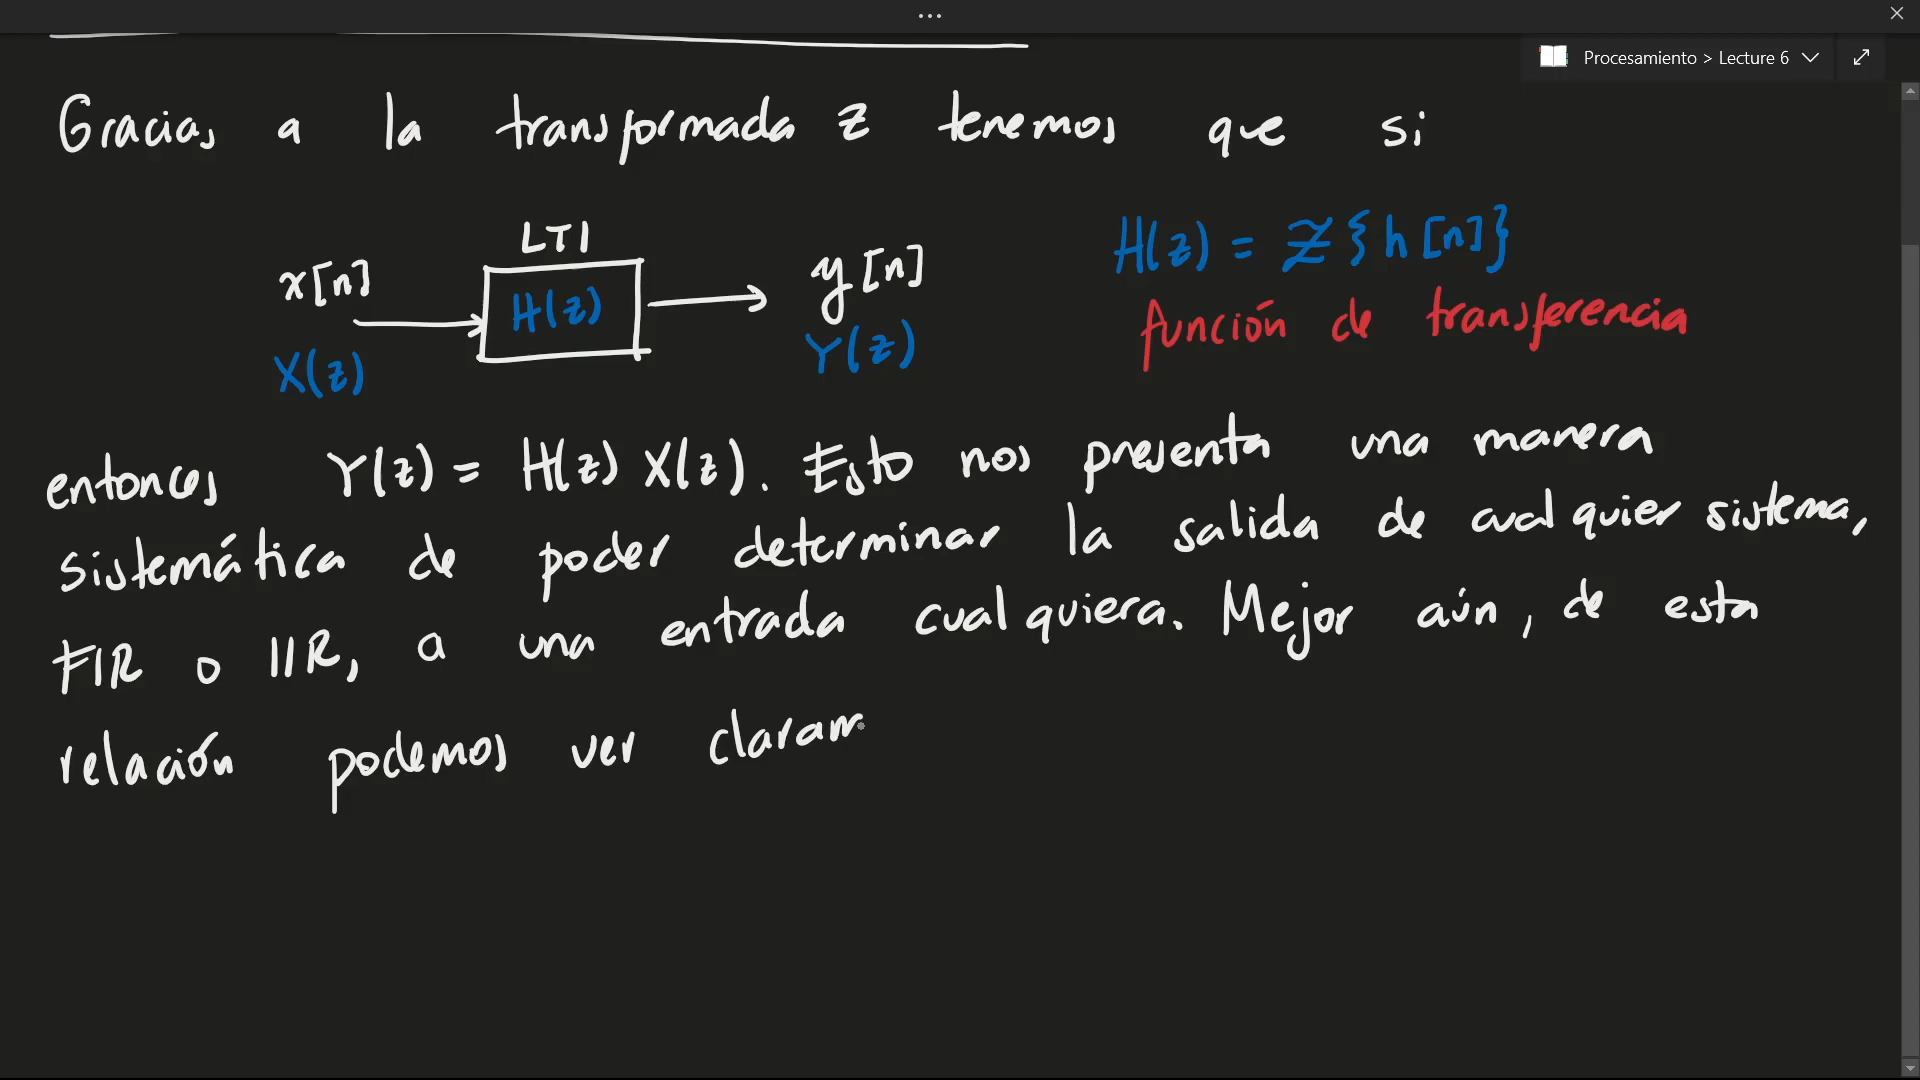 Procesamiento > Lecture 6
Gracias a la transformada z tenemos que si
LTI
x[n] H(z) y[n]
X(z) Y(z)
H(z) = Z{h[n]}
función de transferencia
entonces Y(z) = H(z) X(z). Esto nos presenta una manera
sistemática de poder determinar la salida de cualquier sistema,
FIR o IIR, a una entrada cualquiera. Mejor aún, de esta
relación podemos ver claram